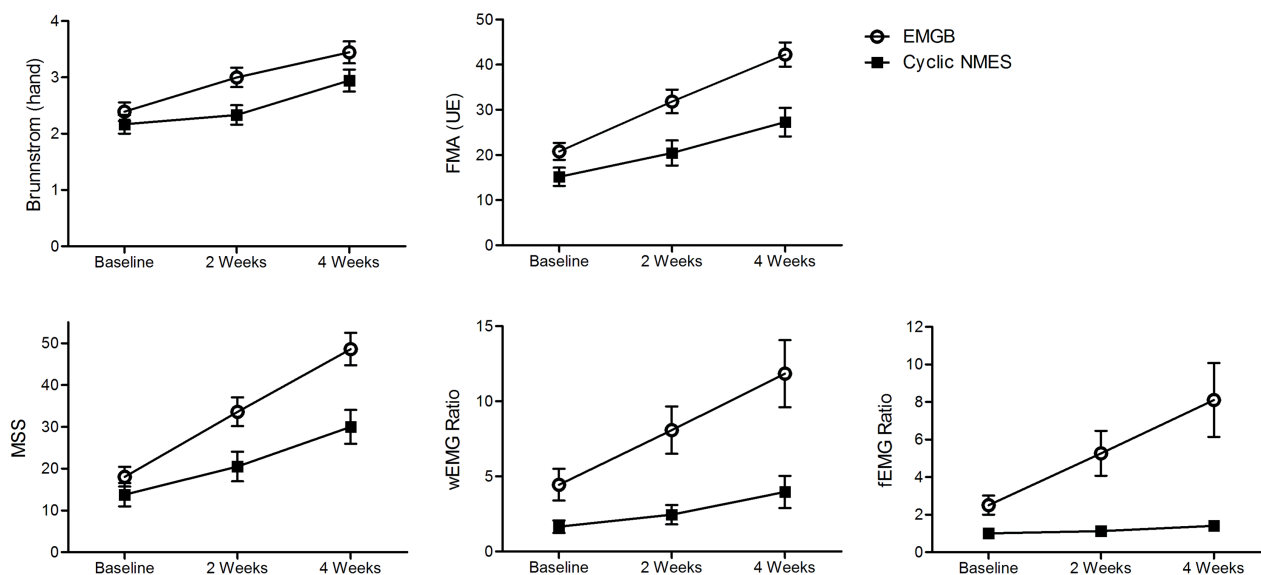 4
3
2
1
0
Brunnstrom (hand)
Baseline 2 Weeks 4 Weeks
50
40
30
20
10
0
FMA (UE)
Baseline 2 Weeks 4 Weeks
EMGB
Cyclic NMES
50
40
30
20
10
0
MSS
Baseline 2 Weeks 4 Weeks
15
10
5
0
wEMG Ratio
Baseline 2 Weeks 4 Weeks
12
10
8
6
4
2
0
fEMG Ratio
Baseline 2 Weeks 4 Weeks